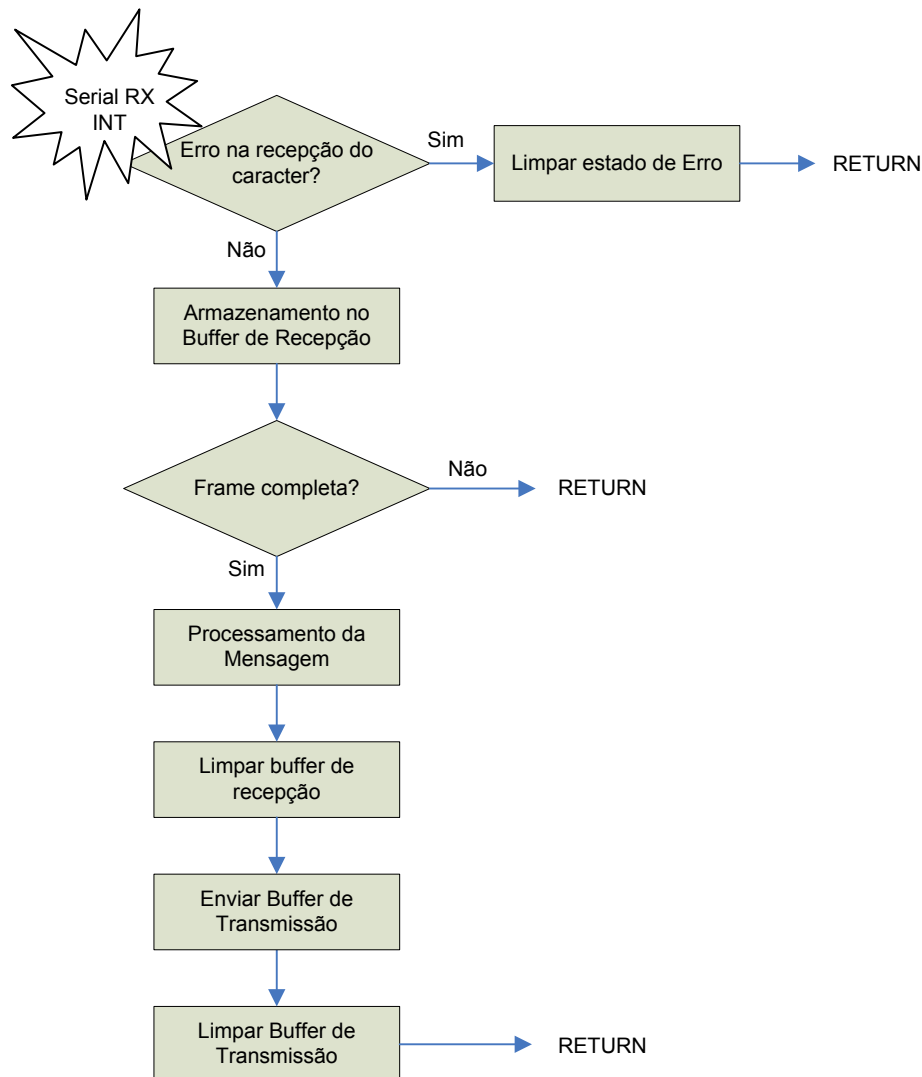 Serial RX
INT
Erro na recepção do
caracter?
Sim
Limpar estado de Erro
RETURN
Não
Armazenamento no
Buffer de Recepção
Frame completa?
Não
RETURN
Sim
Processamento da
Mensagem
Limpar buffer de
recepção
Enviar Buffer de
Transmissão
Limpar Buffer de
Transmissão
RETURN